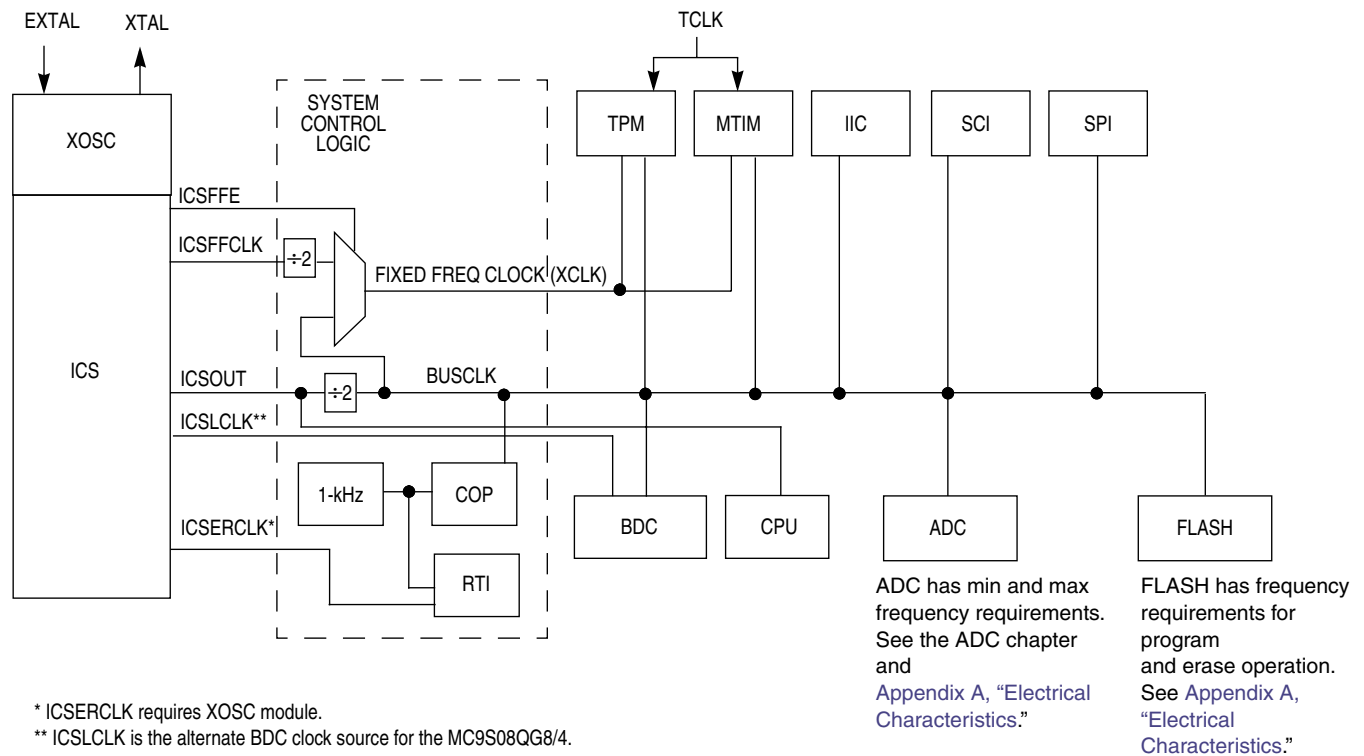 EXTAL
XTAL
TCLK
XOSC
SYSTEM
CONTROL
LOGIC
TPM
MTIM
IIC
SCI
SPI
ICSFFE
ICSFFCLK
÷2
FIXED FREQ CLOCK (XCLK)
ICS
ICSOUT
÷2
BUSCLK
ICSLCLK**
1-kHz
COP
ICSERCLK*
RTI
BDC
CPU
ADC
FLASH
ADC has min and max
frequency requirements.
See the ADC chapter
and
Appendix A, “Electrical
Characteristics.”
FLASH has frequency
requirements for
program
and erase operation.
See Appendix A,
“Electrical
Characteristics.”
* ICSERCLK requires XOSC module.
** ICSLCLK is the alternate BDC clock source for the MC9S08QG8/4.